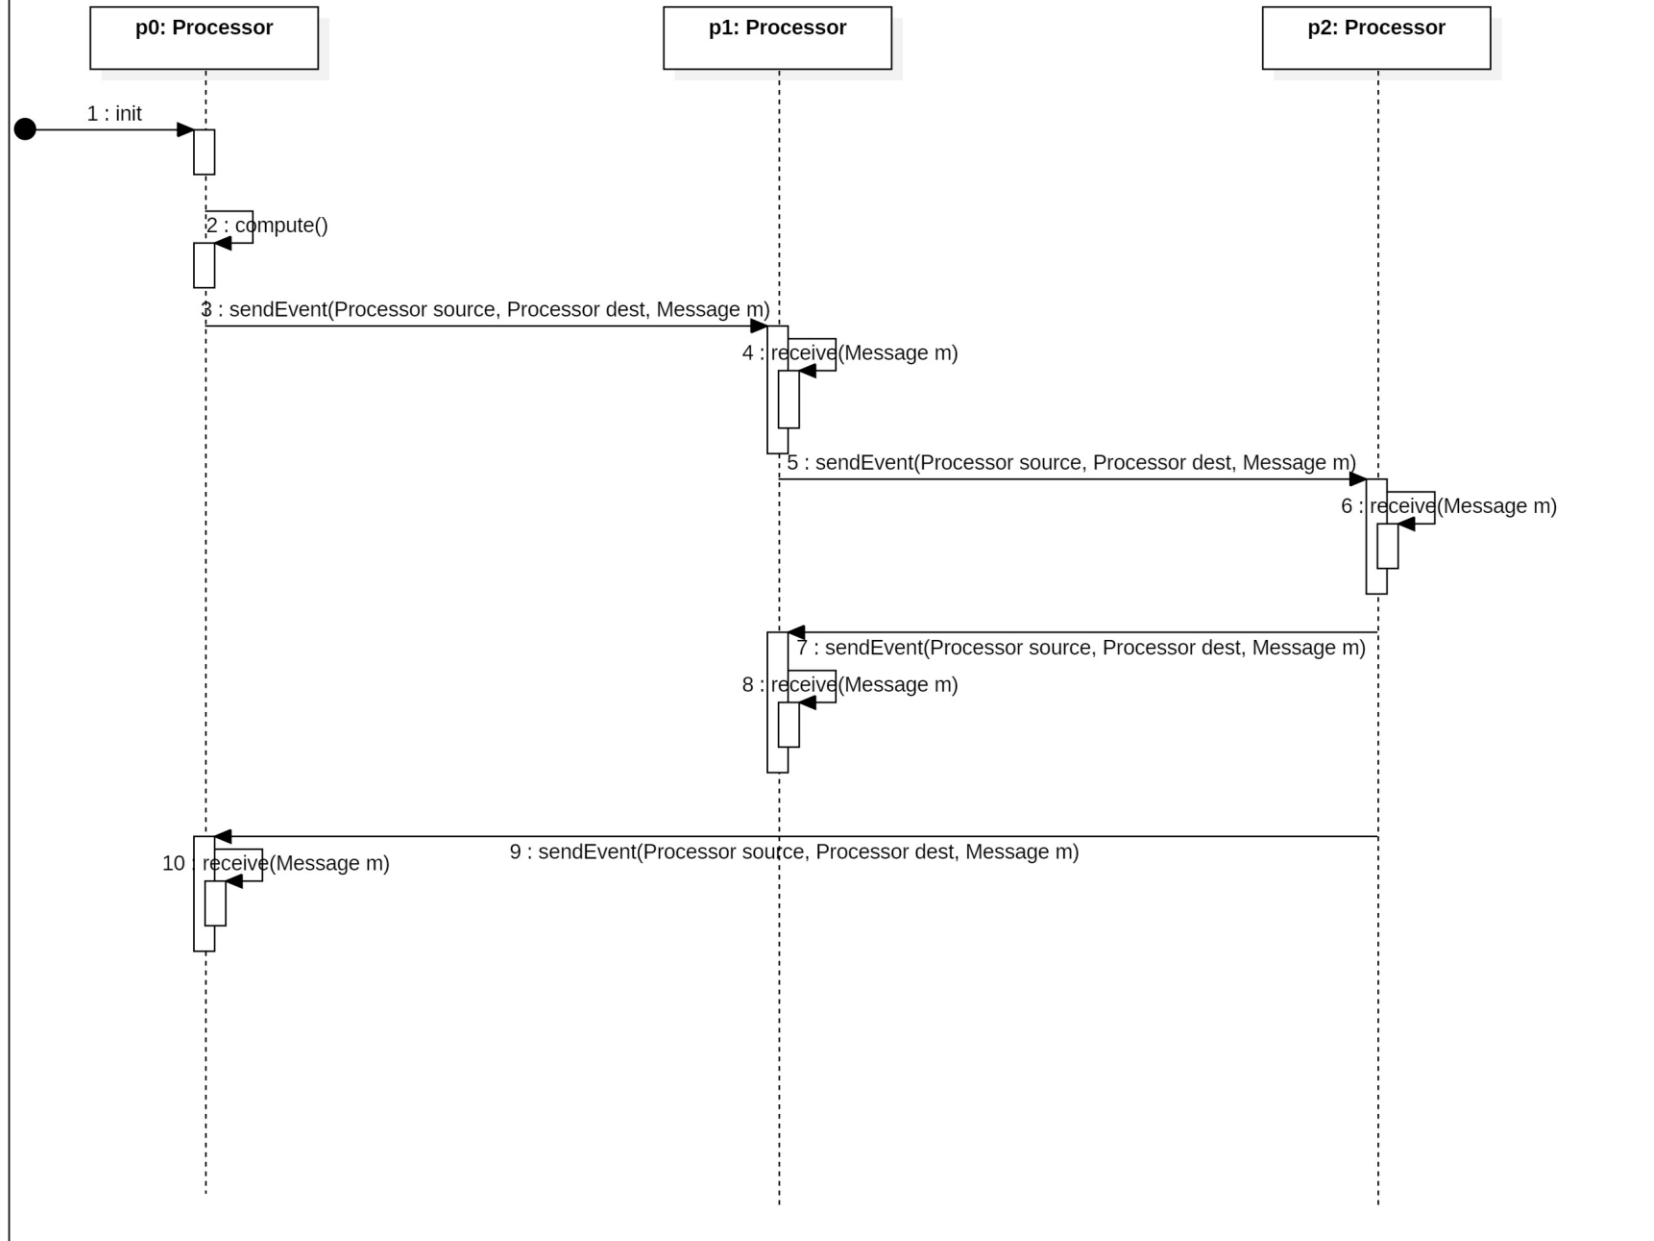 p0: Processor
p1: Processor
p2: Processor
1 : init
2 : compute()
3 : sendEvent(Processor source, Processor dest, Message m)
4 : receive(Message m)
5 : sendEvent(Processor source, Processor dest, Message m)
6 : receive(Message m)
7 : sendEvent(Processor source, Processor dest, Message m)
8 : receive(Message m)
9 : sendEvent(Processor source, Processor dest, Message m)
10 : receive(Message m)